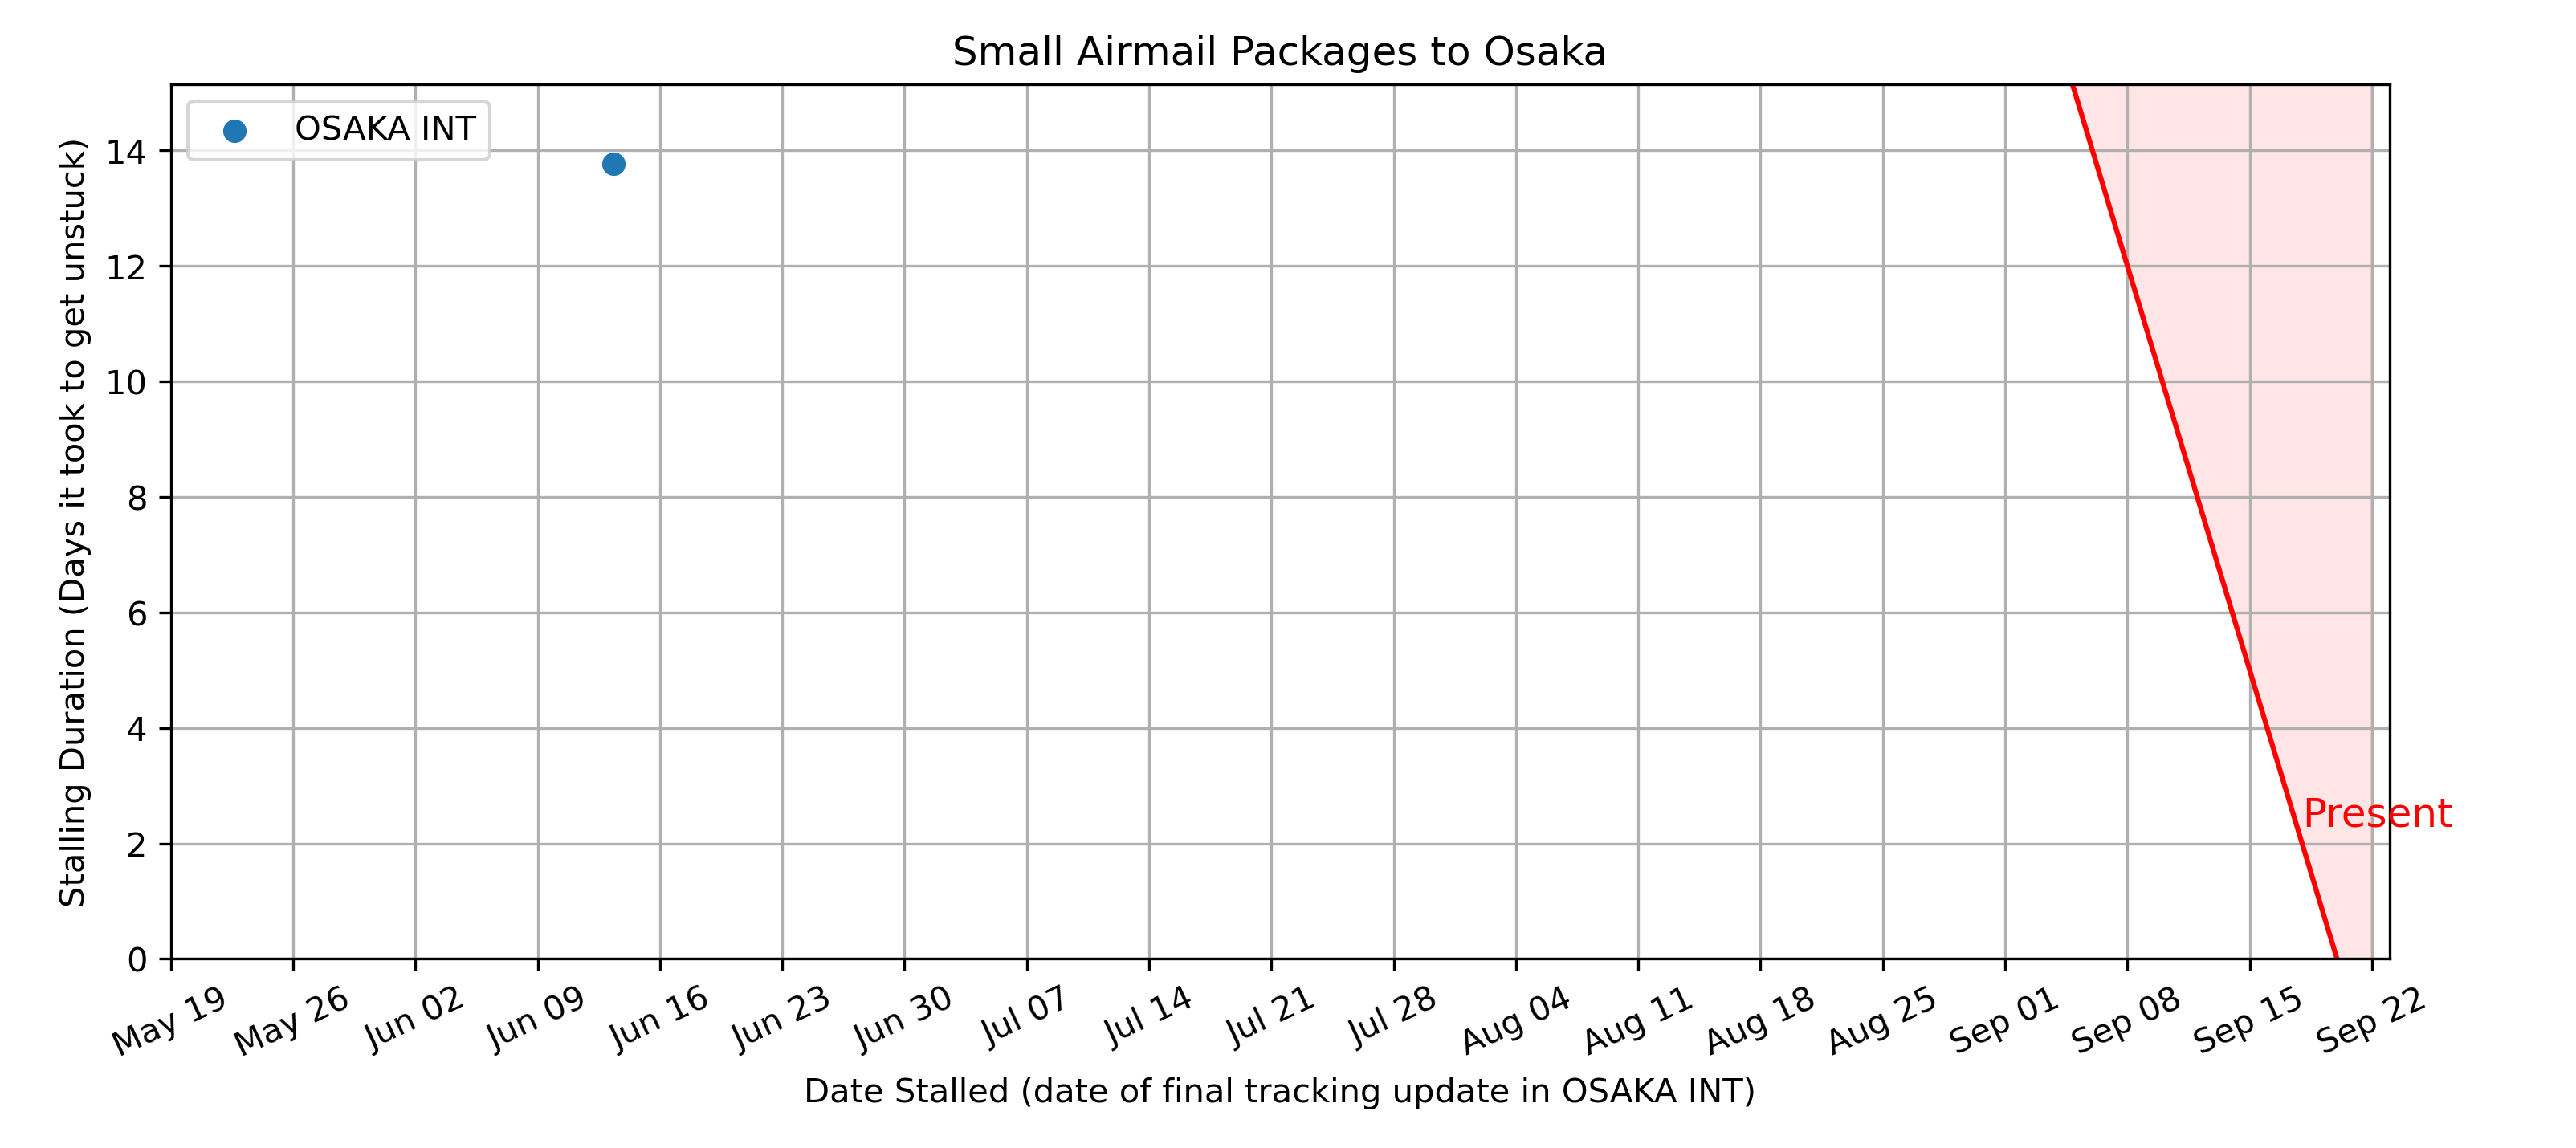 Small Airmail Packages to Osaka
OSAKA INT
Stalling Duration (Days it took to get unstuck)
14
12
10
8
6
4
2
0
Present
May 19
May 26
Jun 02
Jun 09
Jun 16
Jun 23
Jun 30
Jul 07
Jul 14
Jul 21
Jul 28
Aug 04
Aug 11
Aug 18
Aug 25
Sep 01
Sep 08
Sep 15
Sep 22
Date Stalled (date of final tracking update in OSAKA INT)